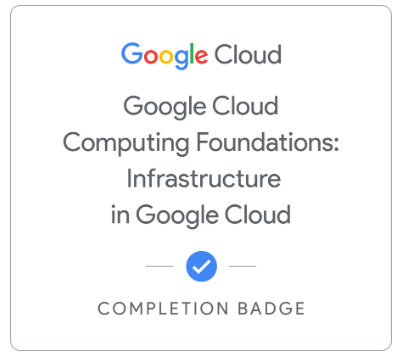 Google Cloud
Google Cloud
Computing Foundations:
Infrastructure
in Google Cloud
COMPLETION BADGE